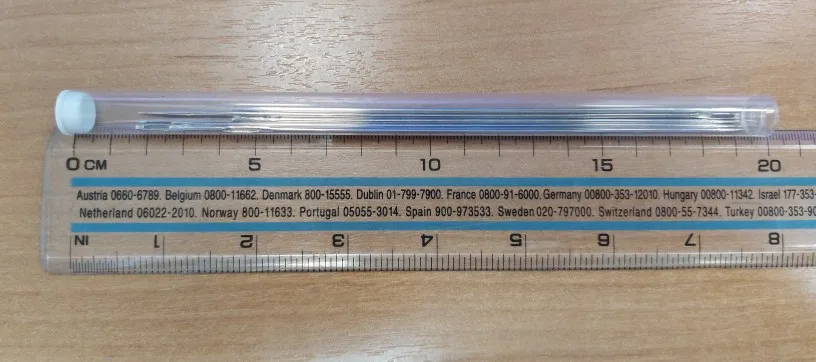 0 CM 5 10 15 20
Austria 0660-6789. Belgium 0800-11662. Denmark 800-15555. Dublin 01-799-7900. France 0800-91-6000. Germany 00800-353-12010. Hungary 00800-11342. Israel 177-353-
Netherland 06022-2010. Norway 800-11633. Portugal 05055-3014. Spain 900-973533. Sweden 020-797000. Switzerland 0800-55-7344. Turkey 00800-353-90
IN 1 2 3 4 5 6 7 8